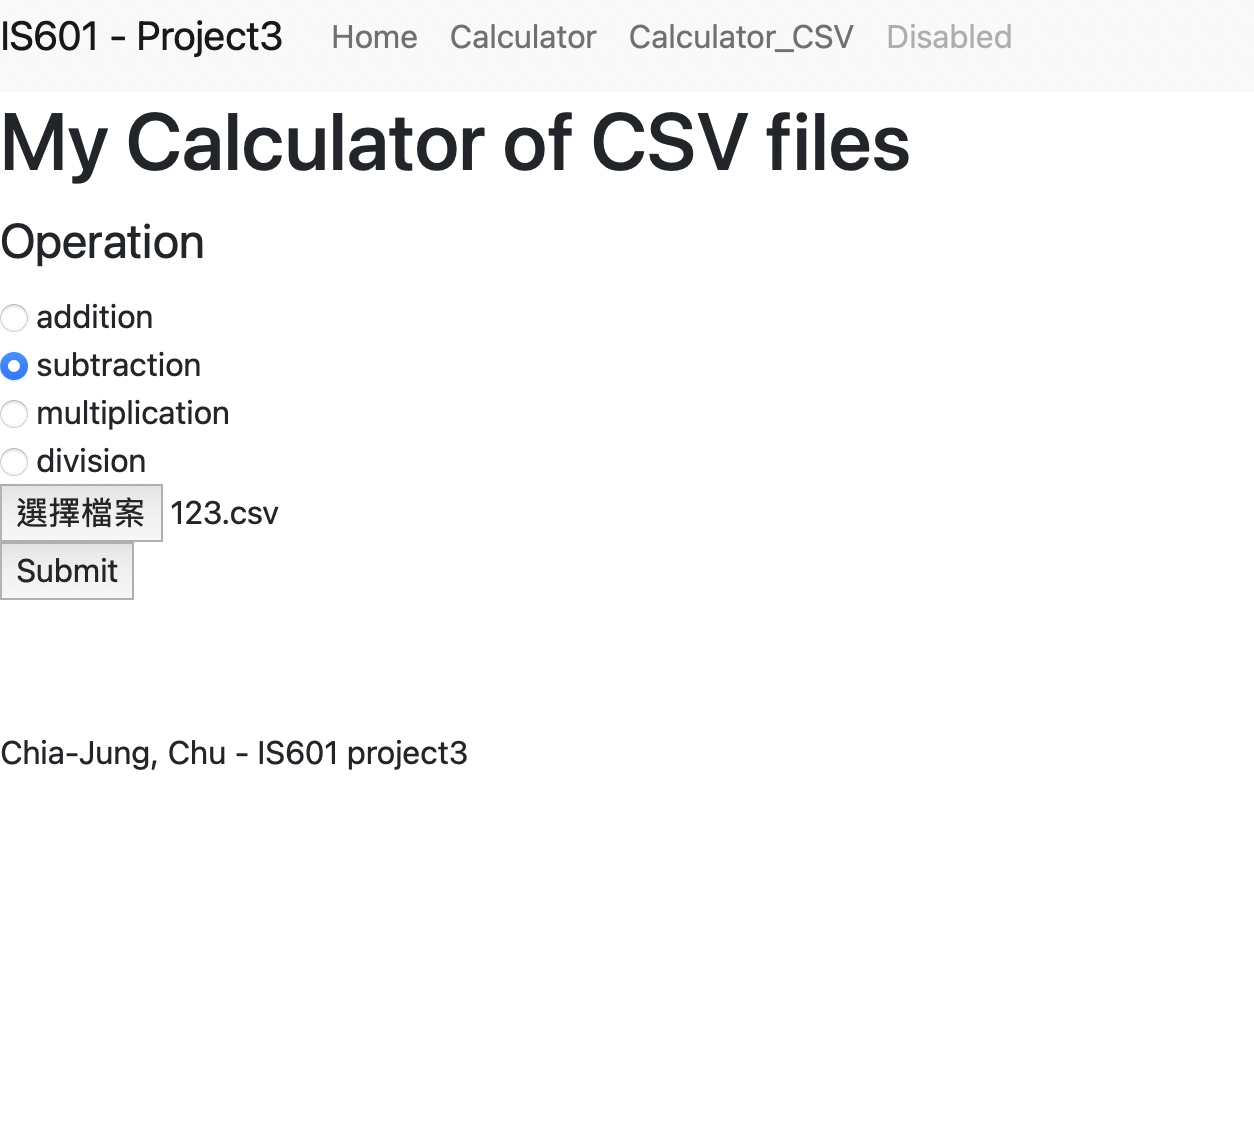 IS601 - Project3 Home Calculator Calculator_CSV Disabled
My Calculator of CSV files
Operation
addition
subtraction
multiplication
division
選擇檔案 123.csv
Submit
Chia-Jung, Chu - IS601 project3